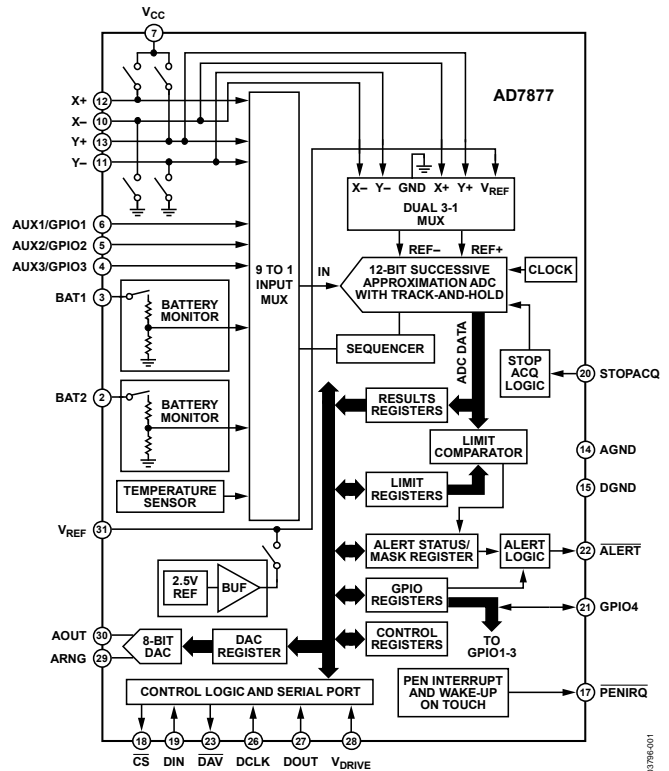 VCC
7
AD7877
X+ 12
X– 10
Y+ 13
Y– 11
X– Y– GND X+ Y+ VREF
DUAL 3-1
MUX
AUX1/GPIO1 6
AUX2/GPIO2 5
AUX3/GPIO3 4
REF– REF+
9 TO 1
INPUT
MUX
IN
12-BIT SUCCESSIVE
APPROXIMATION ADC
WITH TRACK-AND-HOLD
CLOCK
BAT1 3
BATTERY
MONITOR
SEQUENCER
ADC DATA
STOP
ACQ
LOGIC
20 STOPACQ
BAT2 2
BATTERY
MONITOR
RESULTS
REGISTERS
LIMIT
COMPARATOR
14 AGND
LIMIT
REGISTERS
15 DGND
TEMPERATURE
SENSOR
VREF 31
ALERT STATUS/
MASK REGISTER
ALERT
LOGIC
22 ALERT
2.5V
REF
BUF
GPIO
REGISTERS
21 GPIO4
TO
GPIO1-3
AOUT 30
ARNG 29
8-BIT
DAC
DAC
REGISTER
CONTROL
REGISTERS
CONTROL LOGIC AND SERIAL PORT
PEN INTERRUPT
AND WAKE-UP
ON TOUCH
17 PENIRQ
18 19 23 26 27 28
CS DIN DAV DCLK DOUT VDRIVE
03796-001